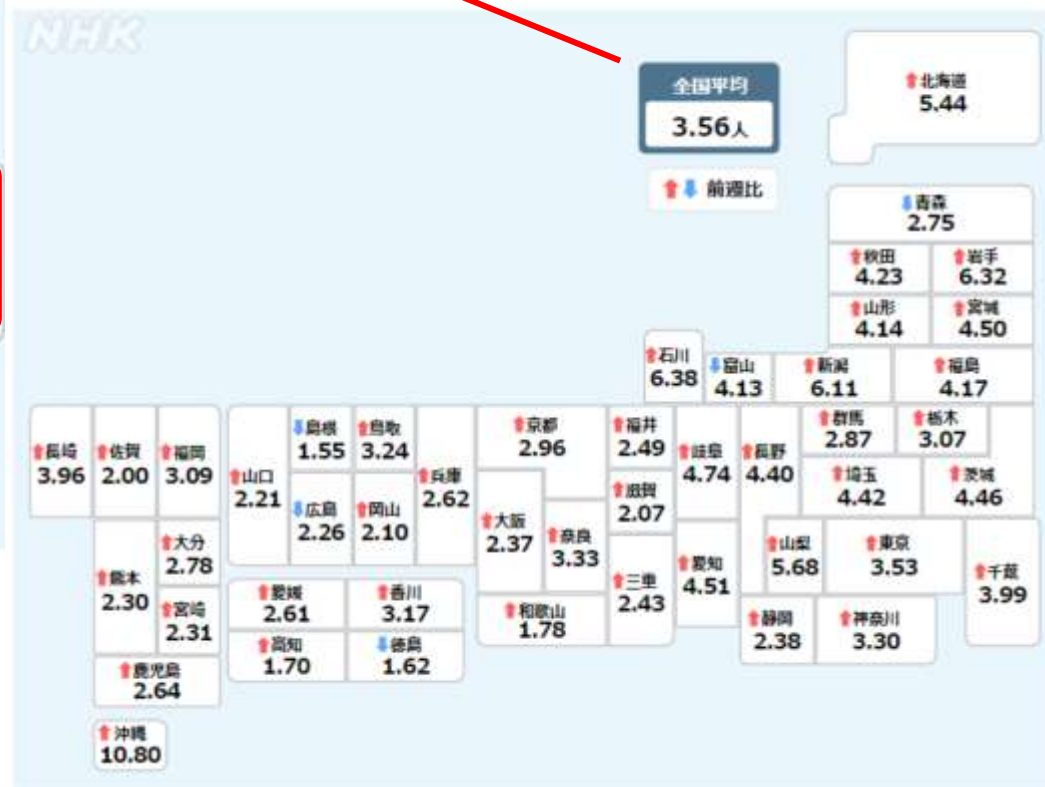 NHK
全国平均
3.56人
前週比
北海道
5.44
青森
2.75
秋田
4.23
岩手
6.32
山形
4.14
宮城
4.50
石川
6.38
富山
4.13
新潟
6.11
福島
4.17
長崎
3.96
佐賀
2.00
福岡
3.09
山口
2.21
島根
1.55
鳥取
3.24
兵庫
2.62
京都
2.96
福井
2.49
岐阜
4.74
長野
4.40
群馬
2.87
栃木
3.07
広島
2.26
岡山
2.10
大阪
2.37
奈良
3.33
滋賀
2.07
埼玉
4.42
茨城
4.46
大分
2.78
熊本
2.30
宮崎
2.31
愛媛
2.61
香川
3.17
三重
2.43
愛知
4.51
山梨
5.68
東京
3.53
千葉
3.99
高知
1.70
徳島
1.62
和歌山
1.78
静岡
2.38
神奈川
3.30
鹿児島
2.64
沖縄
10.80